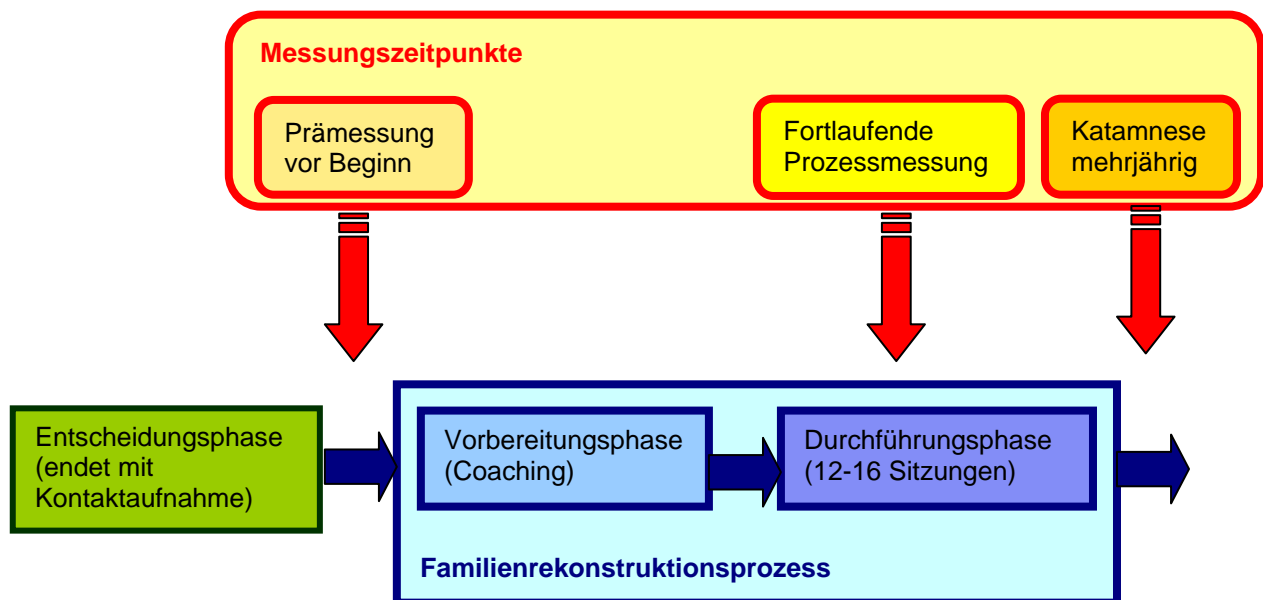 Messungszeitpunkte
Prämessung
vor Beginn
Fortlaufende
Prozessmessung
Katamnese
mehrjährig
Entscheidungsphase
(endet mit
Kontaktaufnahme)
Vorbereitungsphase
(Coaching)
Durchführungsphase
(12-16 Sitzungen)
Familienrekonstruktionsprozess